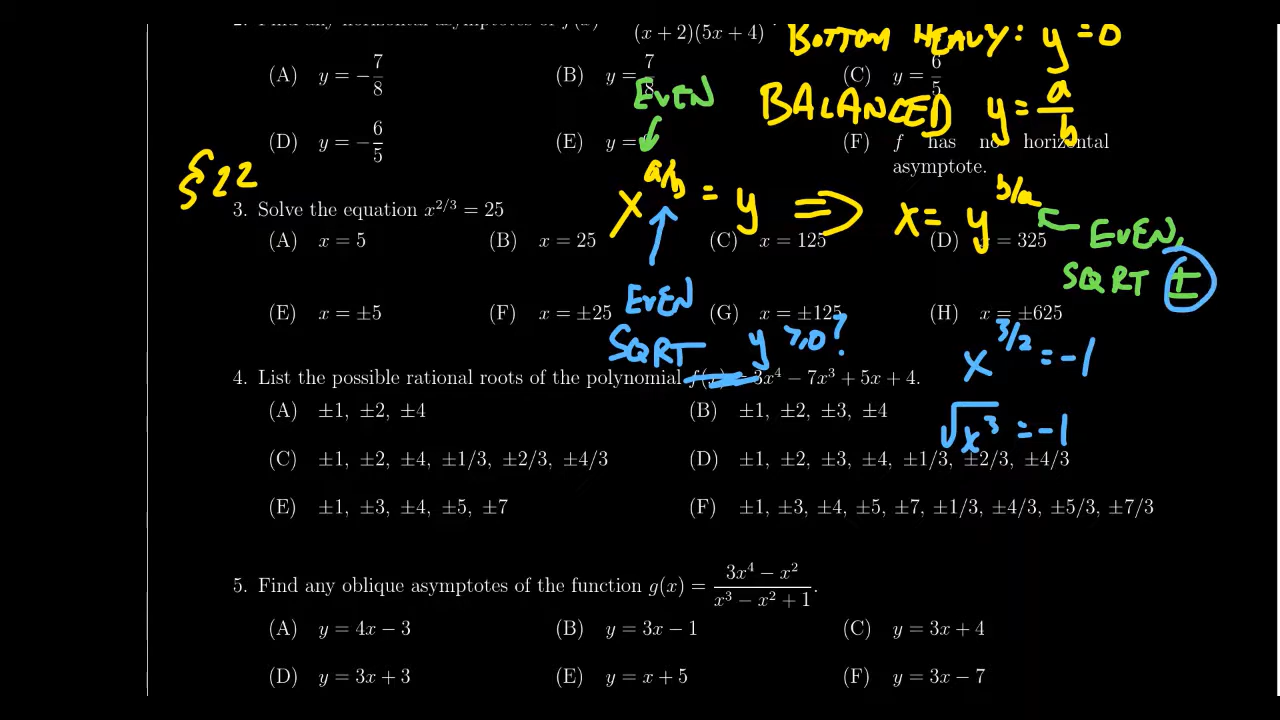 2. Find any horizontal asymptotes of f(x)
(x + 2)(5x + 4)
BOTTOM HEAVY: y = 0
(A) y = −7/8
(B) y = 7/8
(C) y = 6/5
EVEN
BALANCED y = a/b
(D) y = −6/5
(E) y =
(F) f has no horizontal asymptote.
§22
x^{a/b} = y ⟹ x = y^{b/a}
3. Solve the equation x^{2/3} = 25
(A) x = 5
(B) x = 25
(C) x = 125
(D) x = 325
EVEN,
SQRT ±
EVEN
SQRT
(E) x = ±5
(F) x = ±25
(G) x = ±125
(H) x = ±625
y ≥ 0?
x^{3/2} = −1
4. List the possible rational roots of the polynomial f(x) = 3x⁴ − 7x³ + 5x + 4.
(A) ±1, ±2, ±4
(B) ±1, ±2, ±3, ±4
√x³ = −1
(C) ±1, ±2, ±4, ±1/3, ±2/3, ±4/3
(D) ±1, ±2, ±3, ±4, ±1/3, ±2/3, ±4/3
(E) ±1, ±3, ±4, ±5, ±7
(F) ±1, ±3, ±4, ±5, ±7, ±1/3, ±4/3, ±5/3, ±7/3
5. Find any oblique asymptotes of the function g(x) = (3x⁴ − x²)/(x³ − x² + 1).
(A) y = 4x − 3
(B) y = 3x − 1
(C) y = 3x + 4
(D) y = 3x + 3
(E) y = x + 5
(F) y = 3x − 7